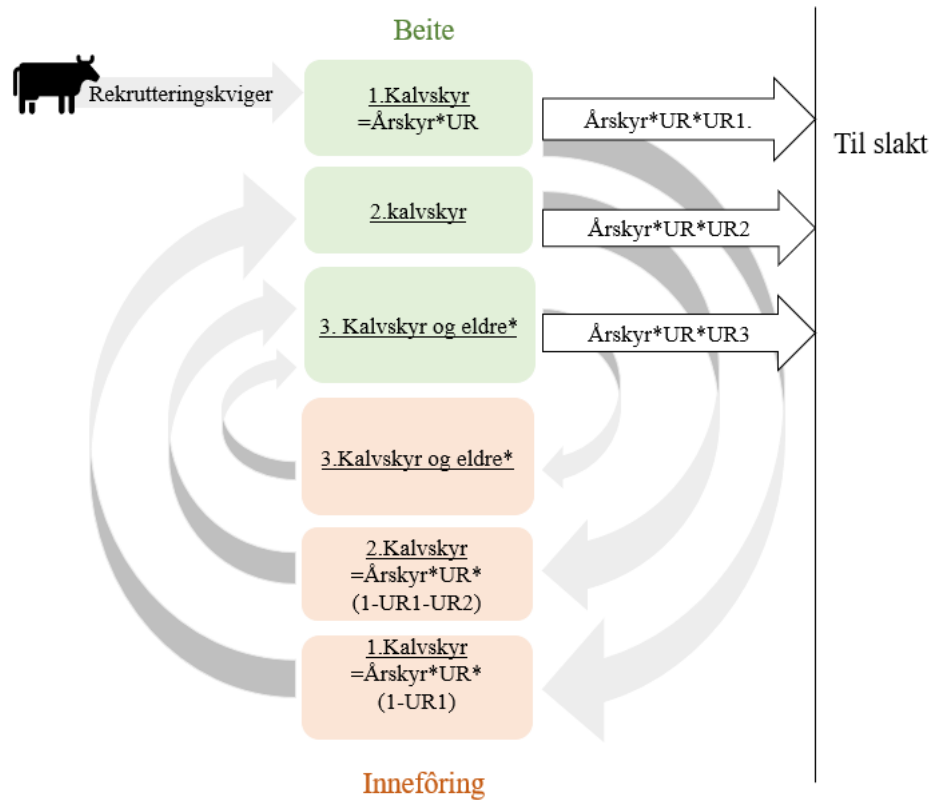 Beite
Rekrutteringskviger
1.Kalvskyr
=Årskyr*UR
Årskyr*UR*UR1.
Til slakt
2.kalvskyr
Årskyr*UR*UR2
3. Kalvskyr og eldre*
Årskyr*UR*UR3
3.Kalvskyr og eldre*
2.Kalvskyr
=Årskyr*UR*
(1-UR1-UR2)
1.Kalvskyr
=Årskyr*UR*
(1-UR1)
Innefôring